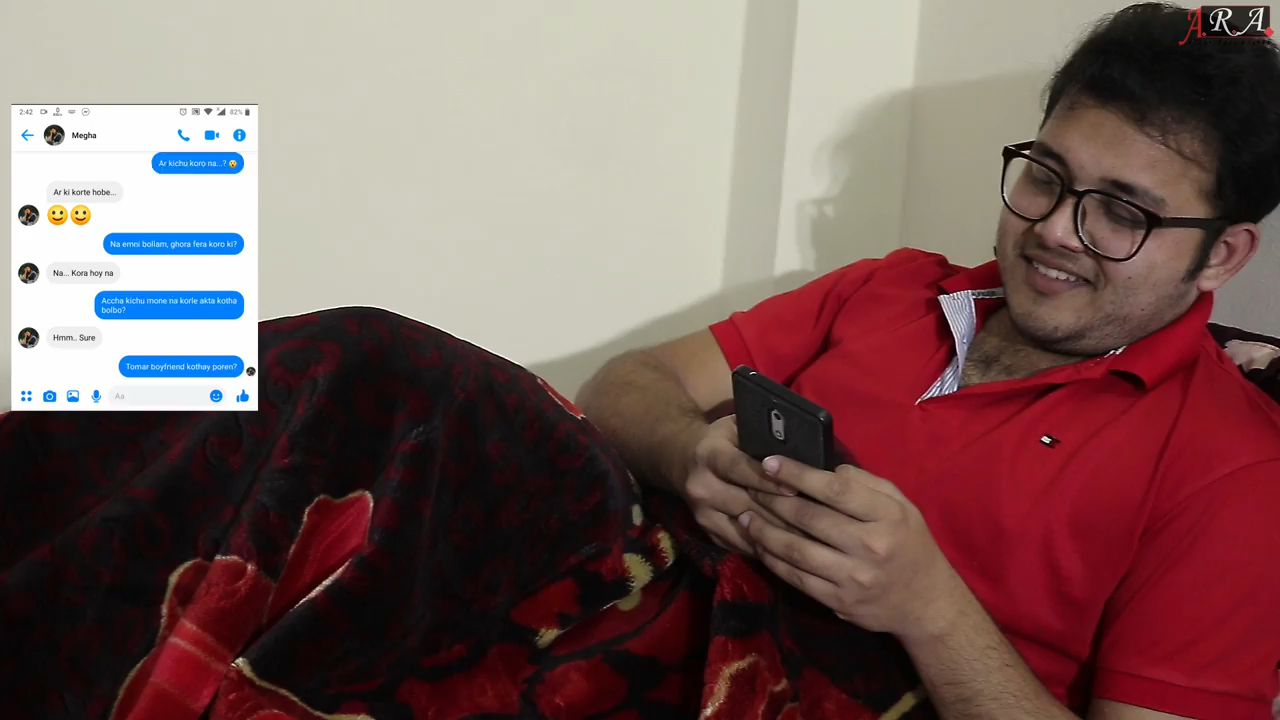 A.R.A.
2:42
82%
Megha
Ar kichu koro na...? 😮
Ar ki korte hobe...
🙂🙂
Na emni bollam, ghora fera koro ki?
Na... Kora hoy na
Accha kichu mone na korle akta kotha
bolbo?
Hmm.. Sure
Tomar boyfriend kothay poren?
Aa